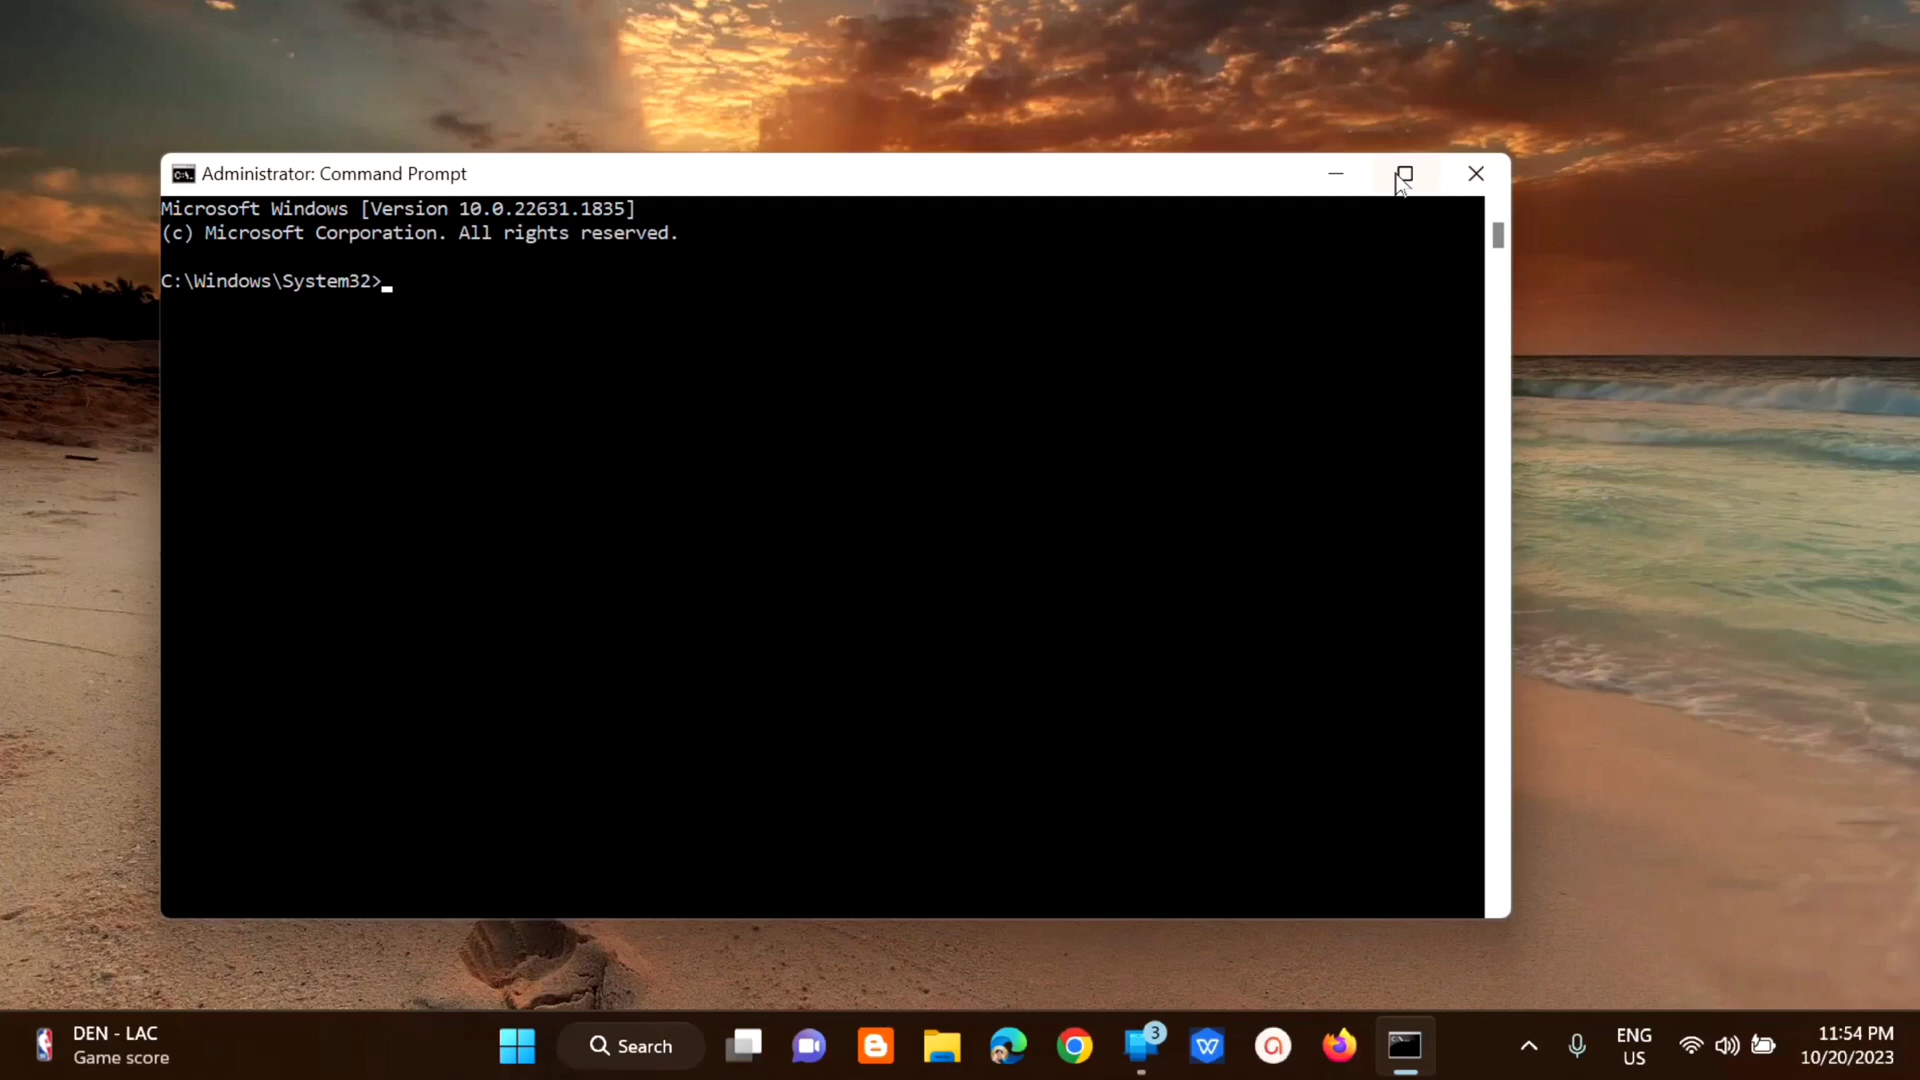 Administrator: Command Prompt
Microsoft Windows [Version 10.0.22631.1835]
(c) Microsoft Corporation. All rights reserved.
C:\Windows\System32>
DEN - LAC
Game score
Search
3
ENG
US
11:54 PM
10/20/2023